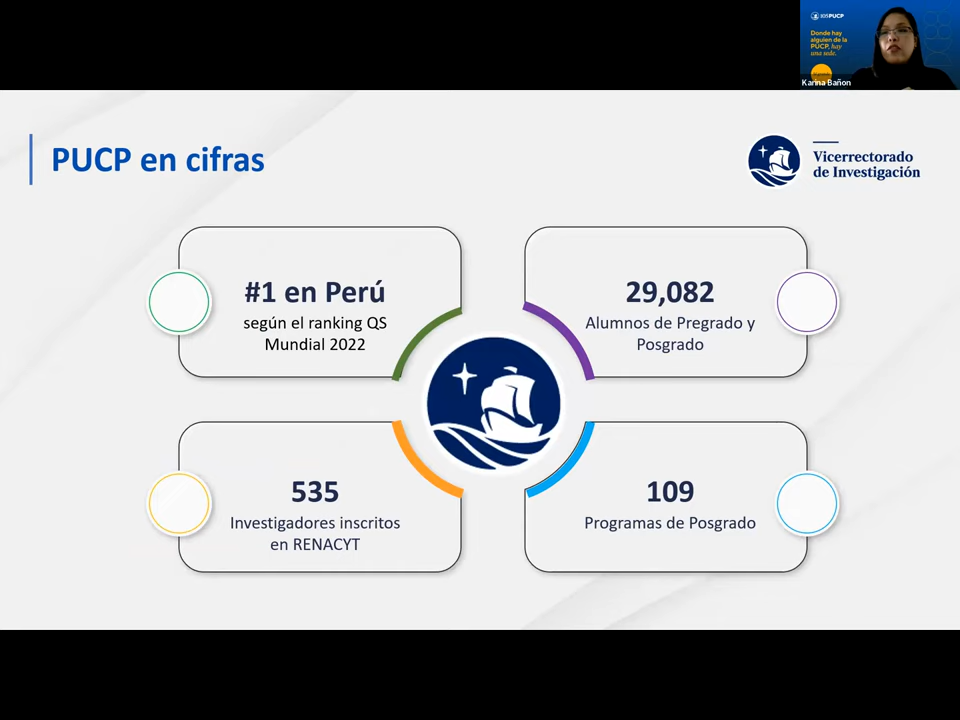 105PUCP
Donde hay
alguien de la
PUCP, hay
una sede.
Karina Bañon
PUCP en cifras
Vicerrectorado
de Investigación
#1 en Perú
según el ranking QS
Mundial 2022
29,082
Alumnos de Pregrado y
Posgrado
535
Investigadores inscritos
en RENACYT
109
Programas de Posgrado